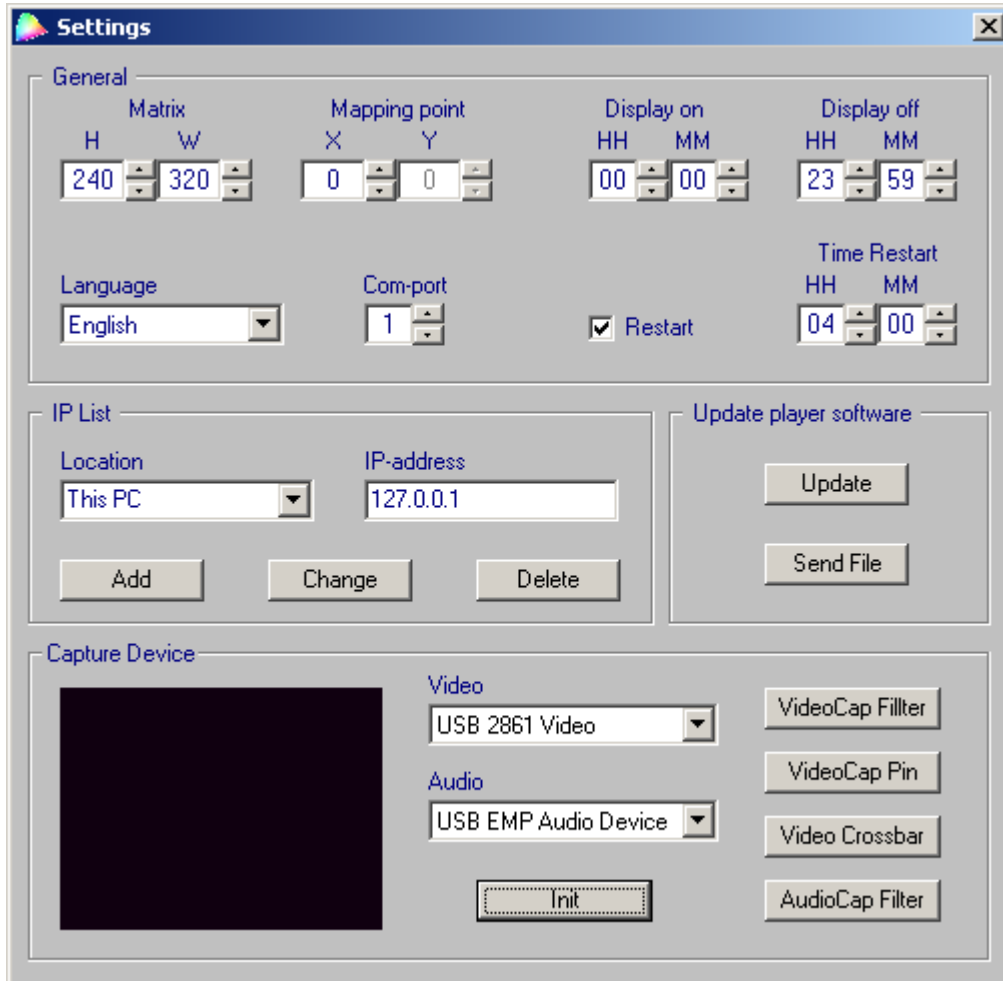 Settings
General
Matrix Mapping point Display on Display off
H W X Y HH MM HH MM
240 320 0 0 00 00 23 59
Time Restart
Language Com-port HH MM
English 1 Restart 04 00
IP List Update player software
Location IP-address
This PC 127.0.0.1 Update
Add Change Delete Send File
Capture Device
Video
USB 2861 Video VideoCap Fillter
VideoCap Pin
Audio
USB EMP Audio Device Video Crossbar
Init AudioCap Filter